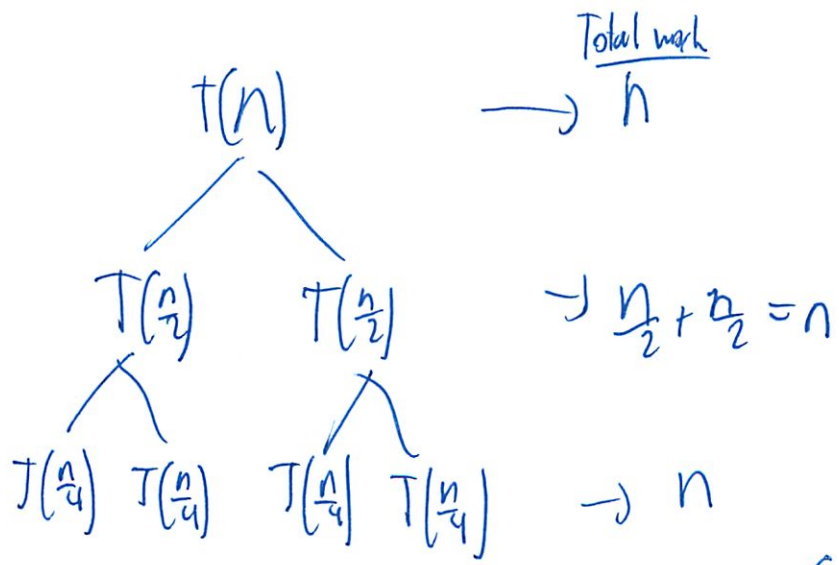 Total work
T(n) → n
T(n/2) T(n/2) → n/2 + n/2 = n
T(n/4) T(n/4) T(n/4) T(n/4) → n